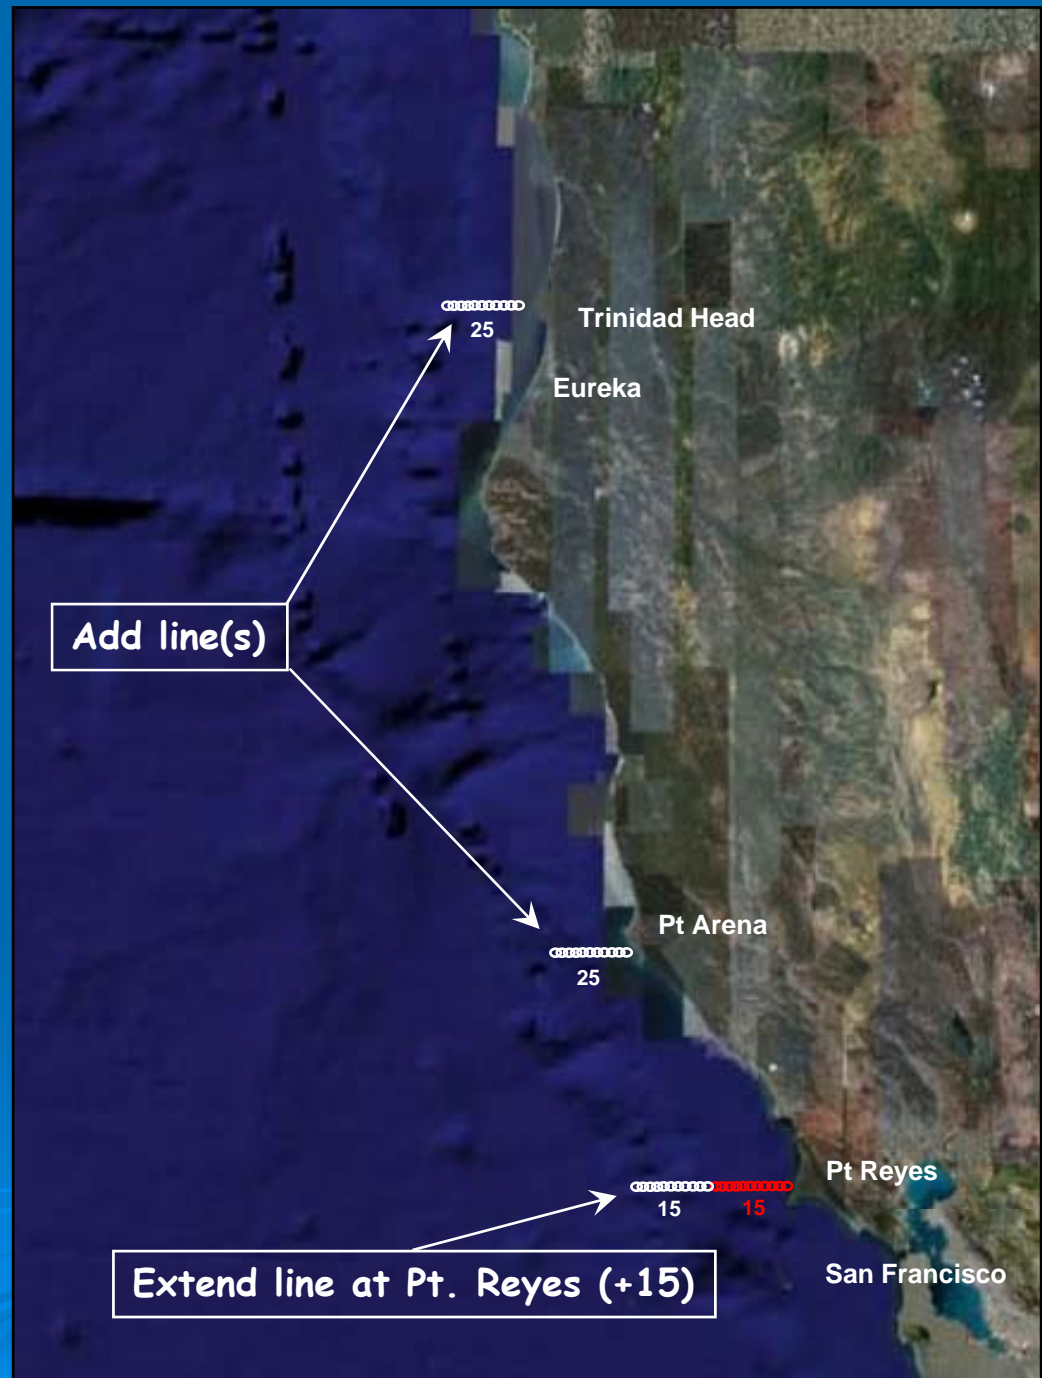 Trinidad Head
25
Eureka
Add line(s)
Pt Arena
25
Pt Reyes
15 15
Extend line at Pt. Reyes (+15)
San Francisco